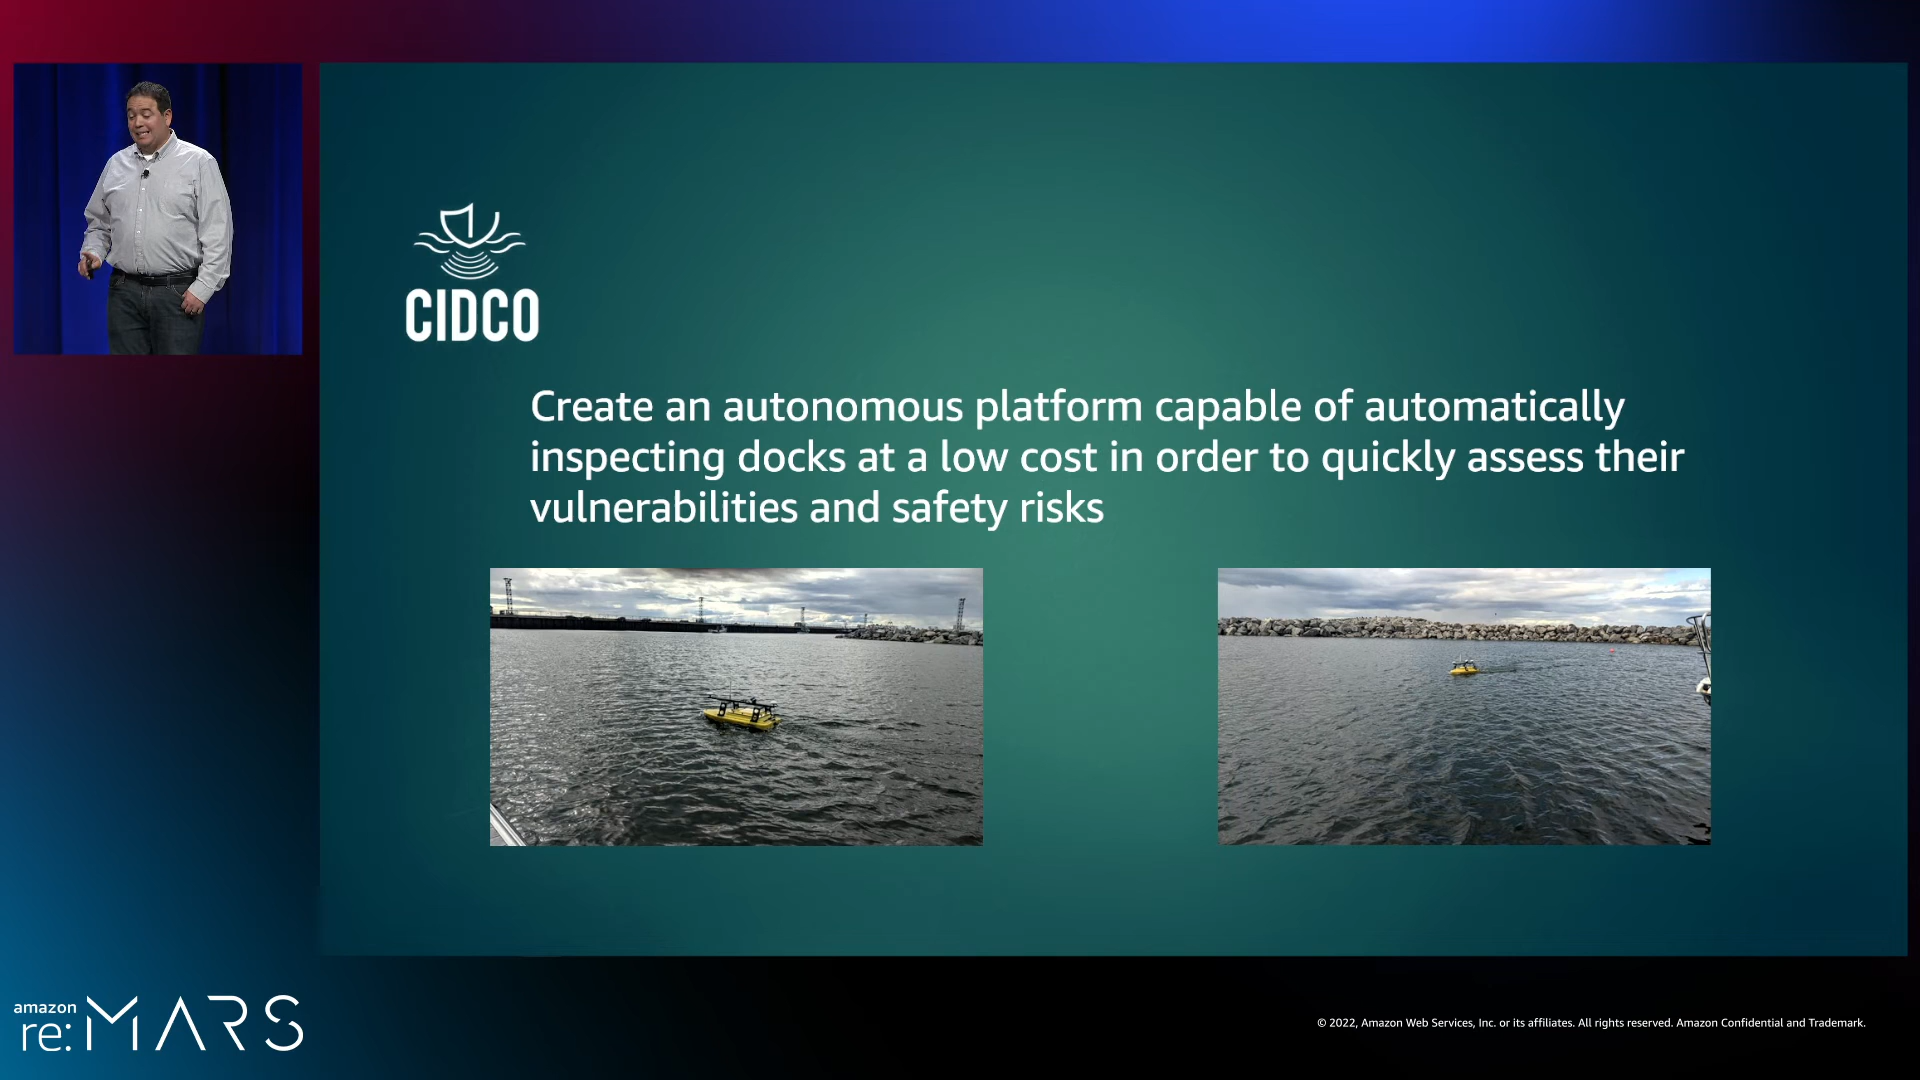 CIDCO
Create an autonomous platform capable of automatically
inspecting docks at a low cost in order to quickly assess their
vulnerabilities and safety risks
amazon
re:MARS
© 2022, Amazon Web Services, Inc. or its affiliates. All rights reserved. Amazon Confidential and Trademark.